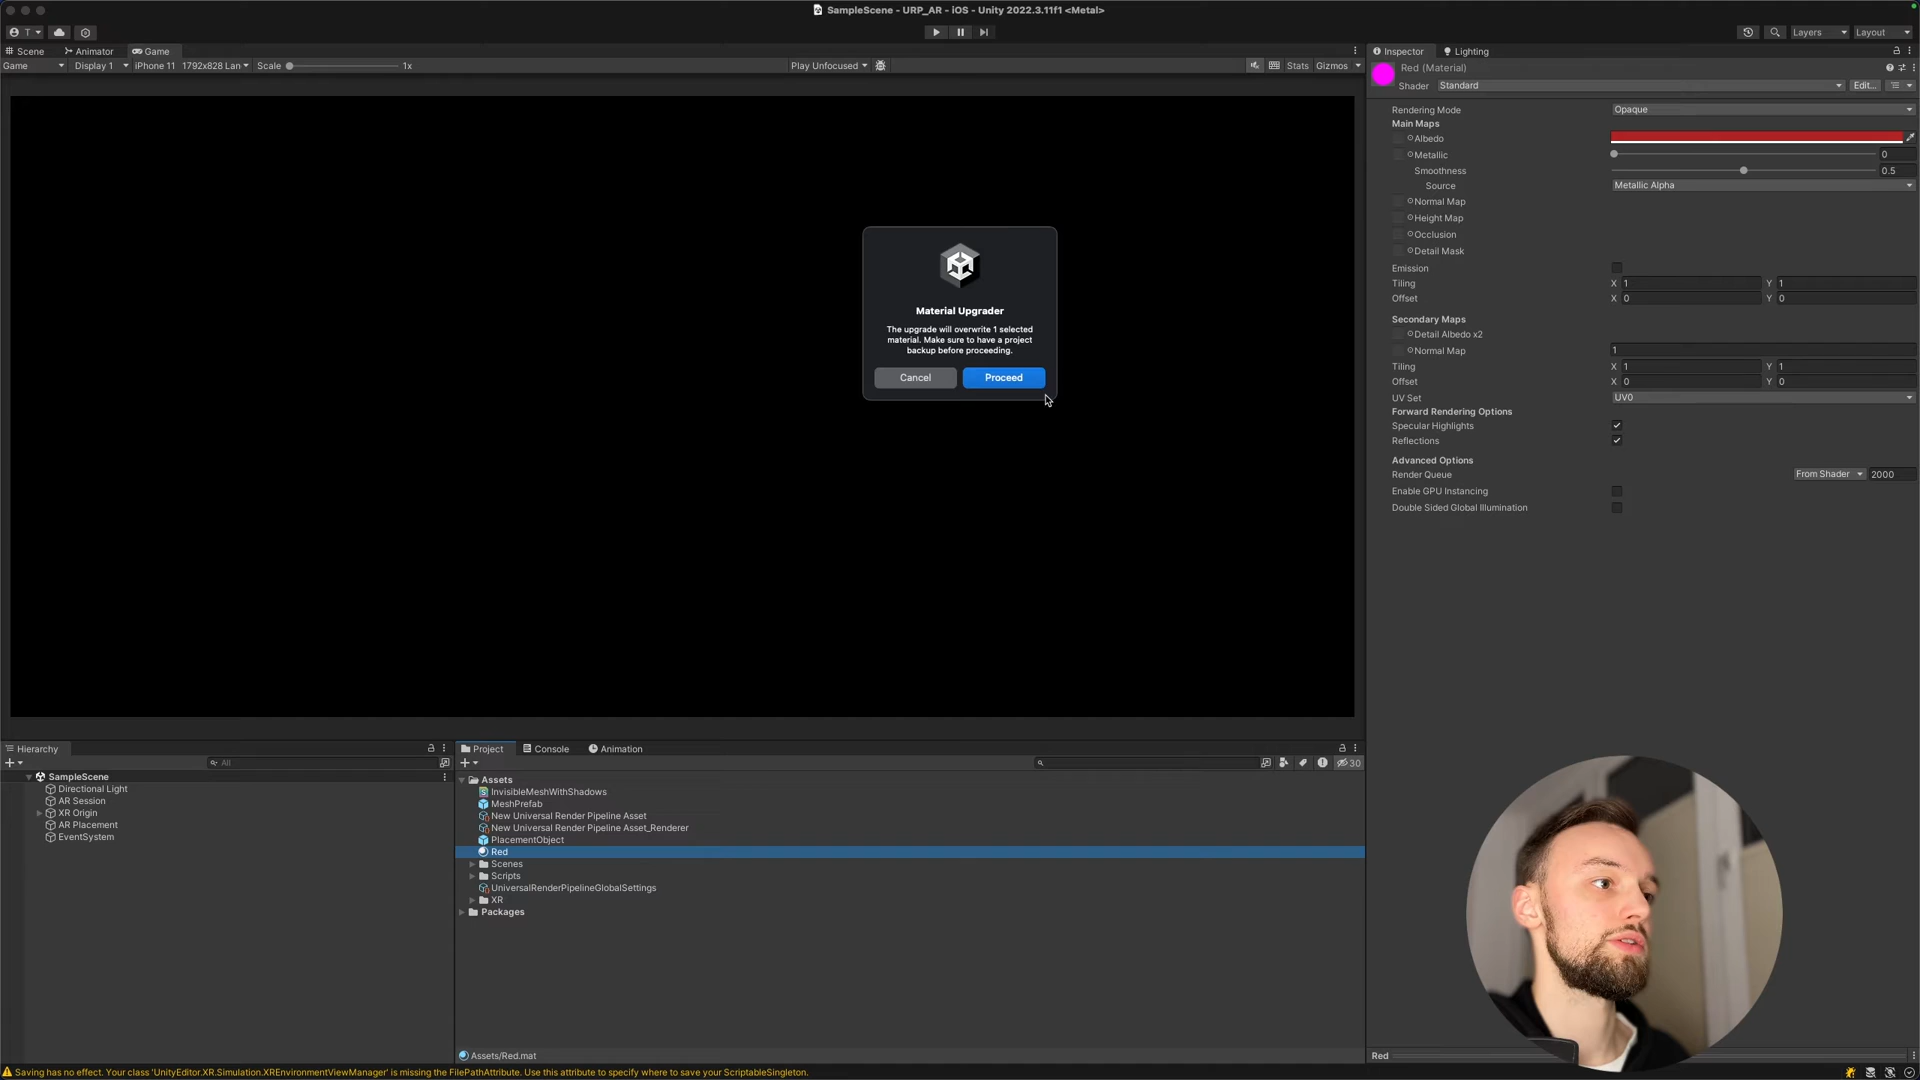 SampleScene - URP_AR - iOS - Unity 2022.3.11f1 <Metal>
T
Layers
Layout
Scene
Animator
Game
Inspector
Lighting
Game
Display 1
iPhone 11 1792x828 Lan
Scale
1x
Play Unfocused
Stats
Gizmos
Red (Material)
Shader
Standard
Edit...
Rendering Mode
Opaque
Main Maps
Albedo
Metallic
0
Smoothness
0.5
Source
Metallic Alpha
Normal Map
Height Map
Occlusion
Detail Mask
Emission
Tiling
X 1
Y 1
Offset
X 0
Y 0
Secondary Maps
Detail Albedo x2
Normal Map
1
Tiling
X 1
Y 1
Offset
X 0
Y 0
UV Set
UV0
Forward Rendering Options
Specular Highlights
Reflections
Advanced Options
Render Queue
From Shader
2000
Enable GPU Instancing
Double Sided Global Illumination
Material Upgrader
The upgrade will overwrite 1 selected
material. Make sure to have a project
backup before proceeding.
Cancel
Proceed
Hierarchy
All
SampleScene
Directional Light
AR Session
XR Origin
AR Placement
EventSystem
Project
Console
Animation
30
Assets
InvisibleMeshWithShadows
MeshPrefab
New Universal Render Pipeline Asset
New Universal Render Pipeline Asset_Renderer
PlacementObject
Red
Scenes
Scripts
UniversalRenderPipelineGlobalSettings
XR
Packages
Assets/Red.mat
Red
Saving has no effect. Your class 'UnityEditor.XR.Simulation.XREnvironmentViewManager' is missing the FilePathAttribute. Use this attribute to specify where to save your ScriptableSingleton.